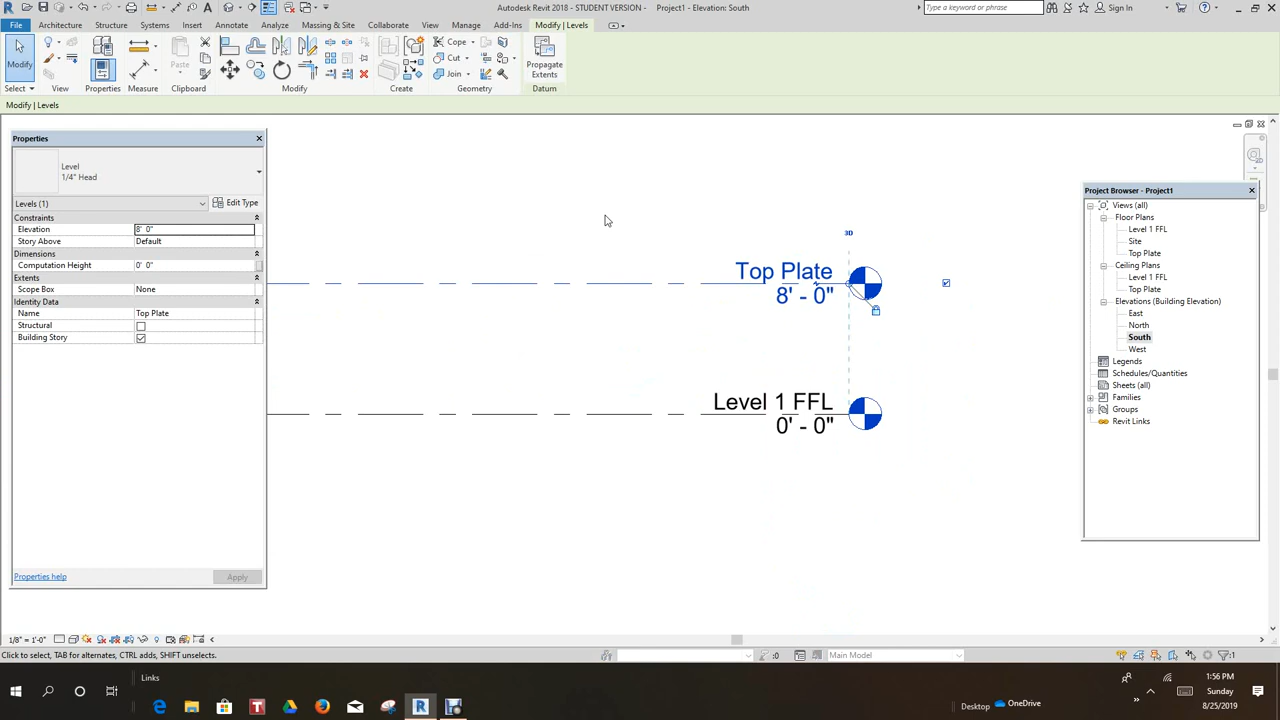 Autodesk Revit 2018 - STUDENT VERSION - Project1 - Elevation: South
Type a keyword or phrase
Sign In
File Architecture Structure Systems Insert Annotate Analyze Massing & Site Collaborate View Manage Add-Ins Modify | Levels
Modify
Paste
Cope
Cut
Join
Propagate
Extents
Select View Properties Clipboard Geometry Measure Modify Create Datum
Modify | Levels
Properties
Level
1/4" Head
Levels (1)
Edit Type
Constraints
Elevation 8' 0"
Story Above Default
Dimensions
Computation Height 0' 0"
Extents
Scope Box None
Identity Data
Name Top Plate
Structural
Building Story
Properties help
Apply
3D
Top Plate
8' - 0"
Level 1 FFL
0' - 0"
Project Browser - Project1
Views (all)
Floor Plans
Level 1 FFL
Site
Top Plate
Ceiling Plans
Level 1 FFL
Top Plate
Elevations (Building Elevation)
East
North
South
West
Legends
Schedules/Quantities
Sheets (all)
Families
Groups
Revit Links
1/8" = 1'-0"
Click to select, TAB for alternates, CTRL adds, SHIFT unselects.
:0
Main Model
:1
Links
Desktop
OneDrive
1:56 PM
Sunday
8/25/2019